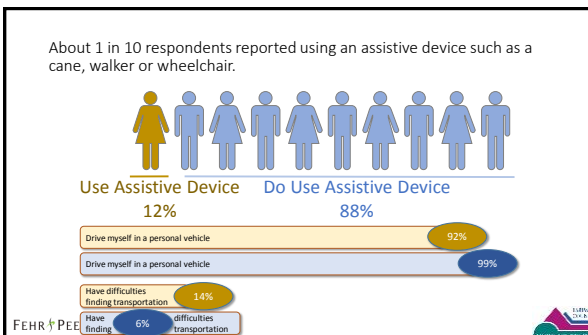 About 1 in 10 respondents reported using an assistive device such as a
cane, walker or wheelchair.
Use Assistive Device
12%
Do Use Assistive Device
88%
Drive myself in a personal vehicle
92%
Drive myself in a personal vehicle
99%
Have difficulties
finding transportation
14%
Have difficulties
finding transportation
6%
FEHR PEE